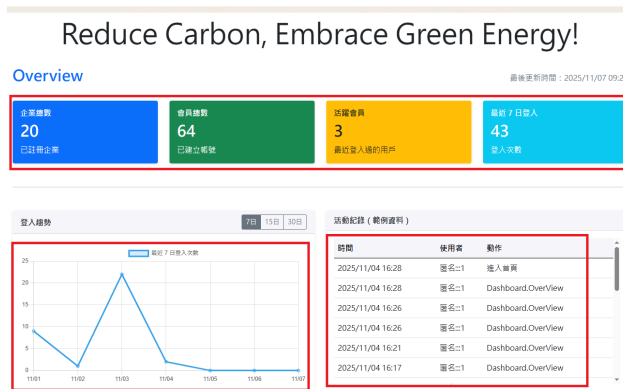 Reduce Carbon, Embrace Green Energy!
Overview
最後更新時間：2025/11/07 09:2
企業總數
20
已註冊企業
會員總數
64
已建立帳號
活躍會員
3
最近登入過的用戶
最近 7 日登入
43
登入次數
登入趨勢
7日 15日 30日
最近 7 日登入次數
25
20
15
10
5
0
11/01 11/02 11/03 11/04 11/05 11/06 11/07
活動記錄 ( 範例資料 )
時間 使用者 動作
2025/11/04 16:28 匿名::1 進入首頁
2025/11/04 16:28 匿名::1 Dashboard.OverView
2025/11/04 16:26 匿名::1 Dashboard.OverView
2025/11/04 16:26 匿名::1 Dashboard.OverView
2025/11/04 16:21 匿名::1 Dashboard.OverView
2025/11/04 16:17 匿名::1 Dashboard.OverView